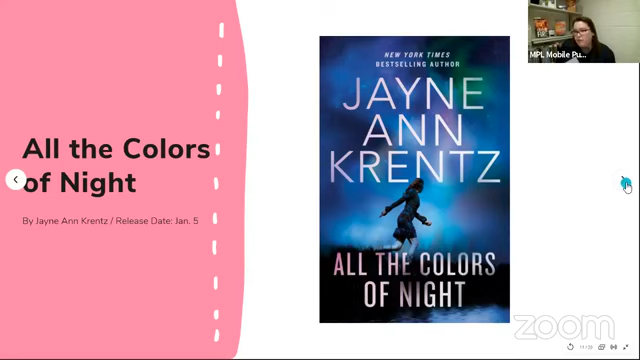 All the Colors
of Night
By Jayne Ann Krentz / Release Date: Jan. 5
NEW YORK TIMES
BESTSELLING AUTHOR
JAYNE
ANN
KRENTZ
ALL THE COLORS
OF NIGHT
MPL Mobile Pu...
zoom